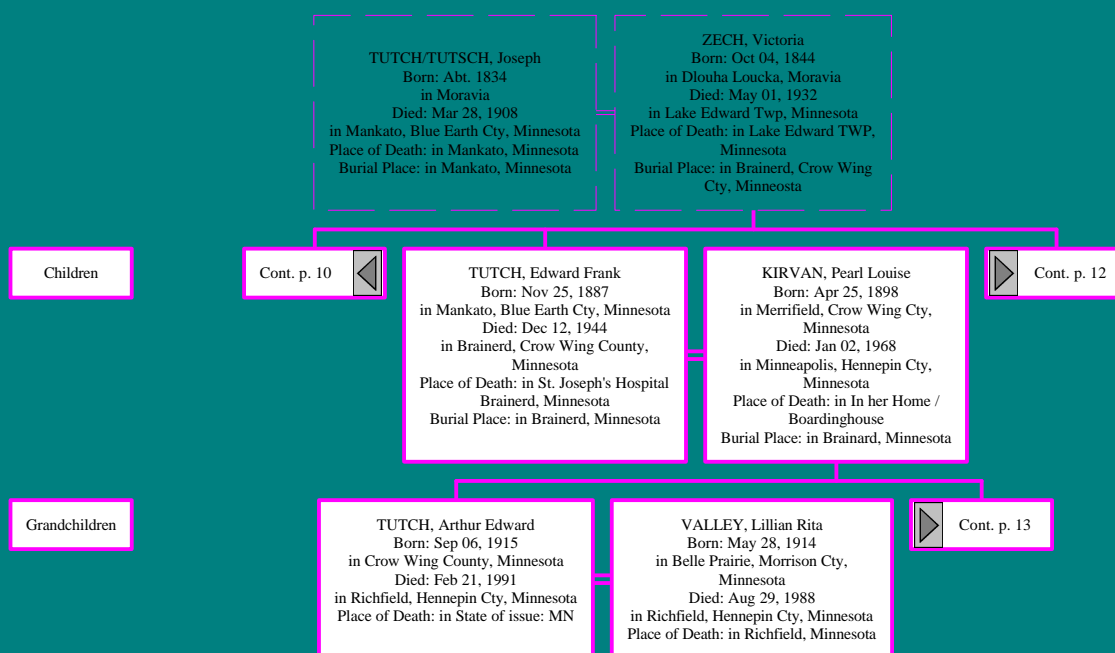 TUTCH/TUTSCH, Joseph
Born: Abt. 1834
in Moravia
Died: Mar 28, 1908
in Mankato, Blue Earth Cty, Minnesota
Place of Death: in Mankato, Minnesota
Burial Place: in Mankato, Minnesota
ZECH, Victoria
Born: Oct 04, 1844
in Dlouha Loucka, Moravia
Died: May 01, 1932
in Lake Edward Twp, Minnesota
Place of Death: in Lake Edward TWP,
Minnesota
Burial Place: in Brainerd, Crow Wing
Cty, Minneosta
Children
Cont. p. 10
TUTCH, Edward Frank
Born: Nov 25, 1887
in Mankato, Blue Earth Cty, Minnesota
Died: Dec 12, 1944
in Brainerd, Crow Wing County,
Minnesota
Place of Death: in St. Joseph's Hospital
Brainerd, Minnesota
Burial Place: in Brainerd, Minnesota
KIRVAN, Pearl Louise
Born: Apr 25, 1898
in Merrifield, Crow Wing Cty,
Minnesota
Died: Jan 02, 1968
in Minneapolis, Hennepin Cty,
Minnesota
Place of Death: in In her Home /
Boardinghouse
Burial Place: in Brainard, Minnesota
Cont. p. 12
Grandchildren
TUTCH, Arthur Edward
Born: Sep 06, 1915
in Crow Wing County, Minnesota
Died: Feb 21, 1991
in Richfield, Hennepin Cty, Minnesota
Place of Death: in State of issue: MN
VALLEY, Lillian Rita
Born: May 28, 1914
in Belle Prairie, Morrison Cty,
Minnesota
Died: Aug 29, 1988
in Richfield, Hennepin Cty, Minnesota
Place of Death: in Richfield, Minnesota
Cont. p. 13